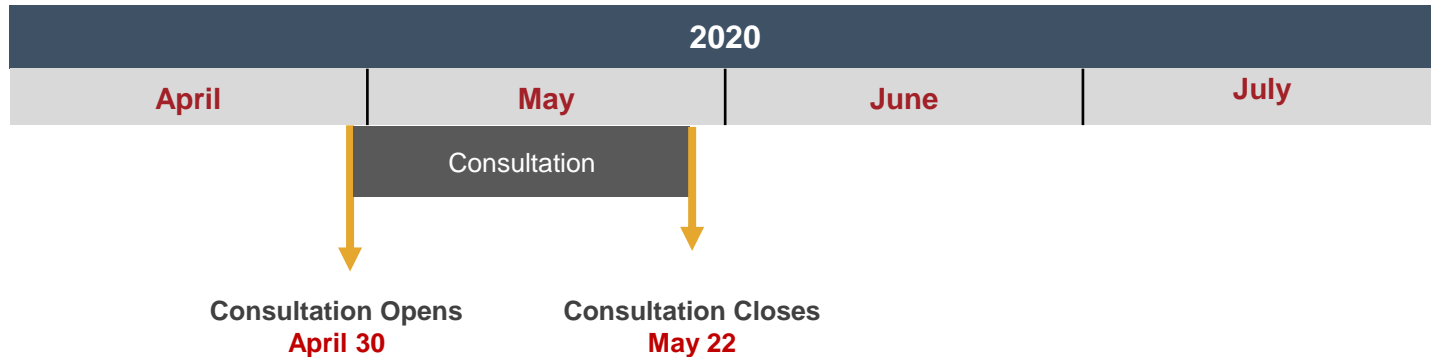 2020
April May June July
Consultation
Consultation Opens Consultation Closes
April 30 May 22